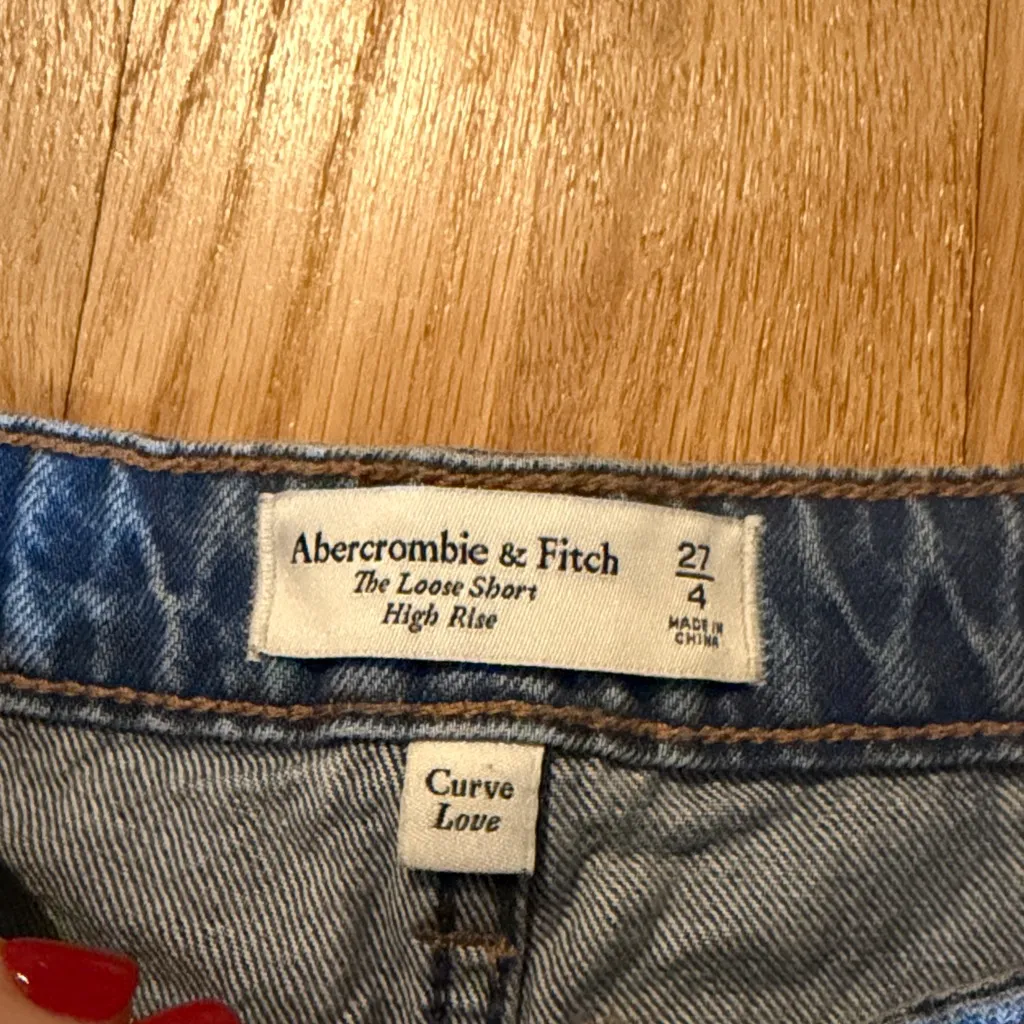 Abercrombie & Fitch
The Loose Short
High Rise
27
4
MADE IN
CHINA
Curve
Love